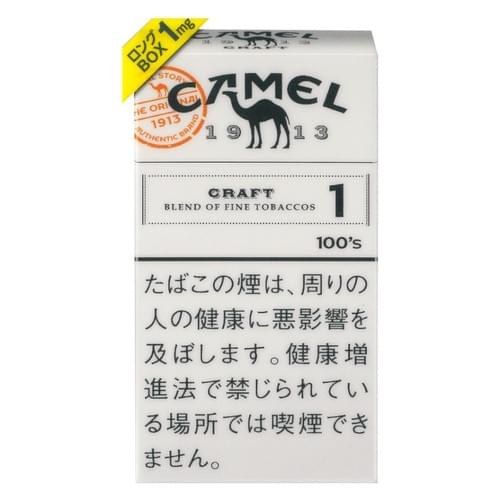 ロング
BOX 1mg
1913
CRAFT
THE ORIGINAL
1913
AUTHENTIC BRAND
CAMEL
1913
CRAFT
BLEND OF FINE TOBACCOS
1
100's
たばこの煙は、周りの
人の健康に悪影響を
及ぼします。健康増
進法で禁じられてい
る場所では喫煙でき
ません。